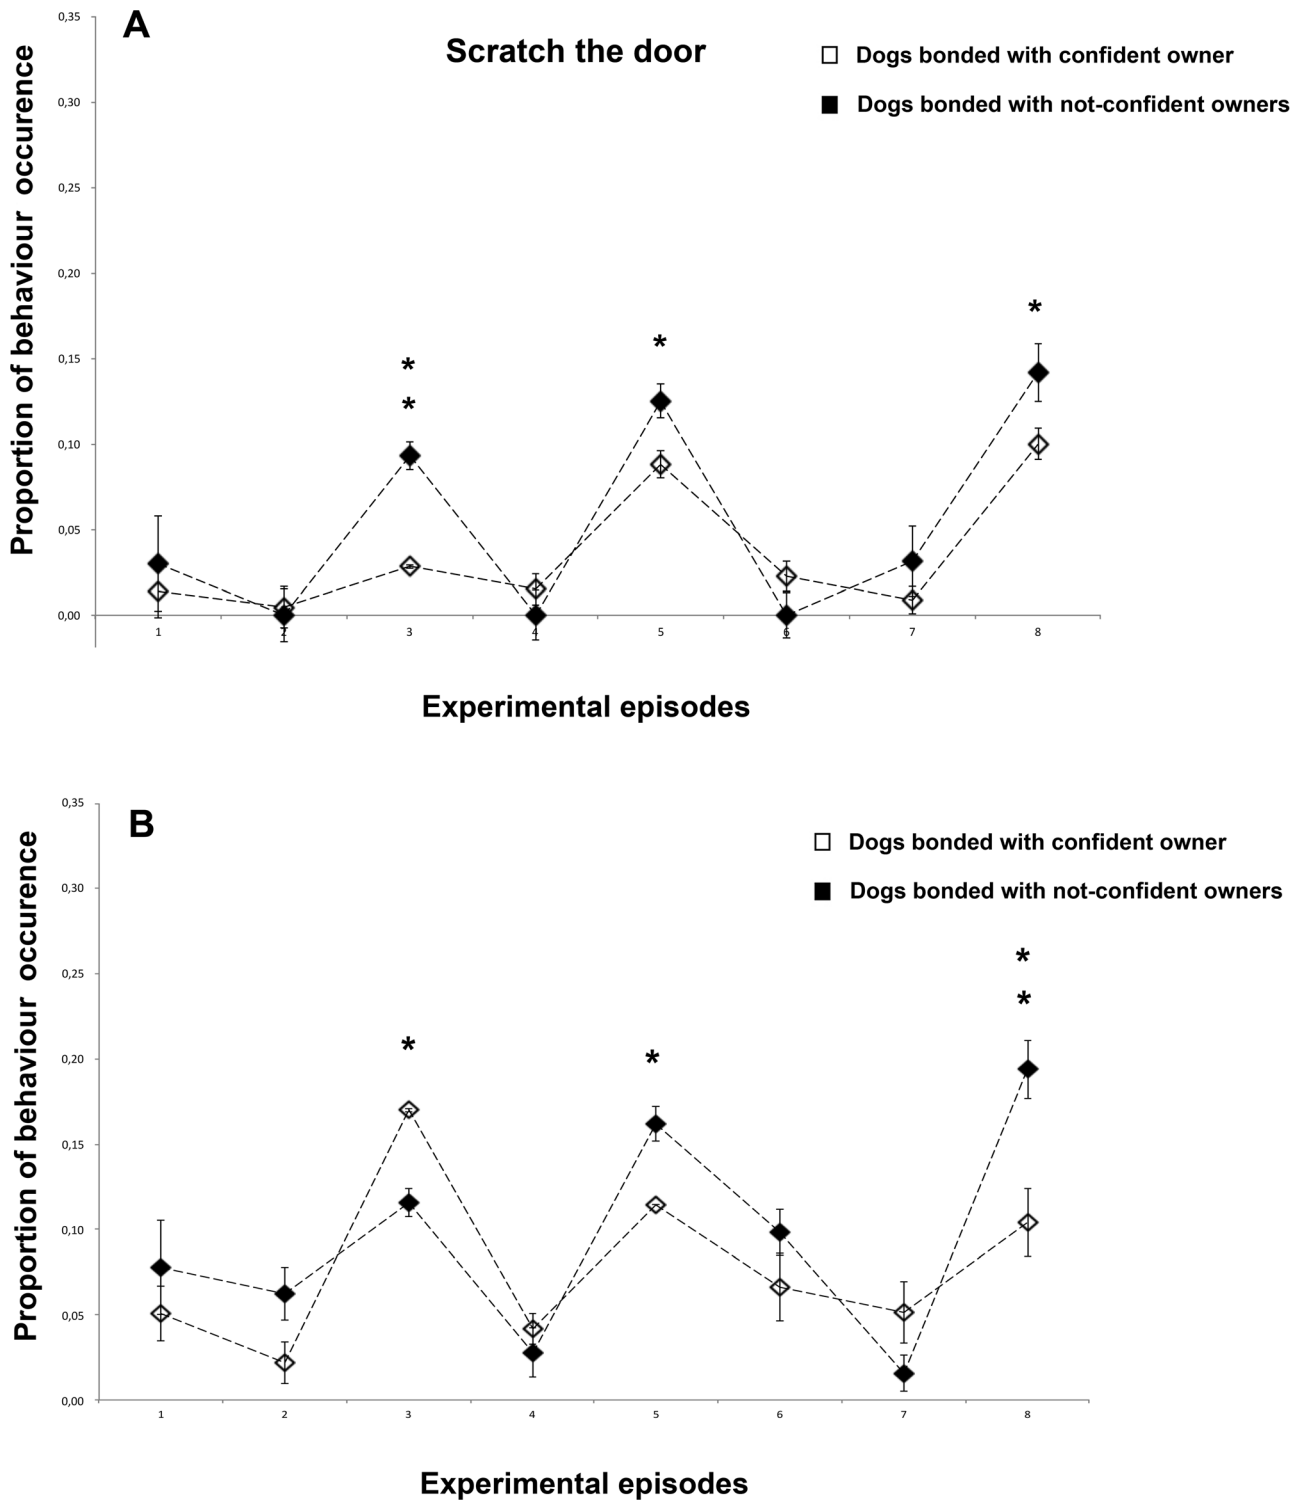 A
Scratch the door
Dogs bonded with confident owner
Dogs bonded with not-confident owners
Proportion of behaviour occurence
0,35
0,30
0,25
0,20
0,15
0,10
0,05
0,00
*
*
*
*
1 2 3 4 5 6 7 8
Experimental episodes
B
Dogs bonded with confident owner
Dogs bonded with not-confident owners
Proportion of behaviour occurence
0,35
0,30
0,25
0,20
0,15
0,10
0,05
0,00
*
*
*
*
1 2 3 4 5 6 7 8
Experimental episodes